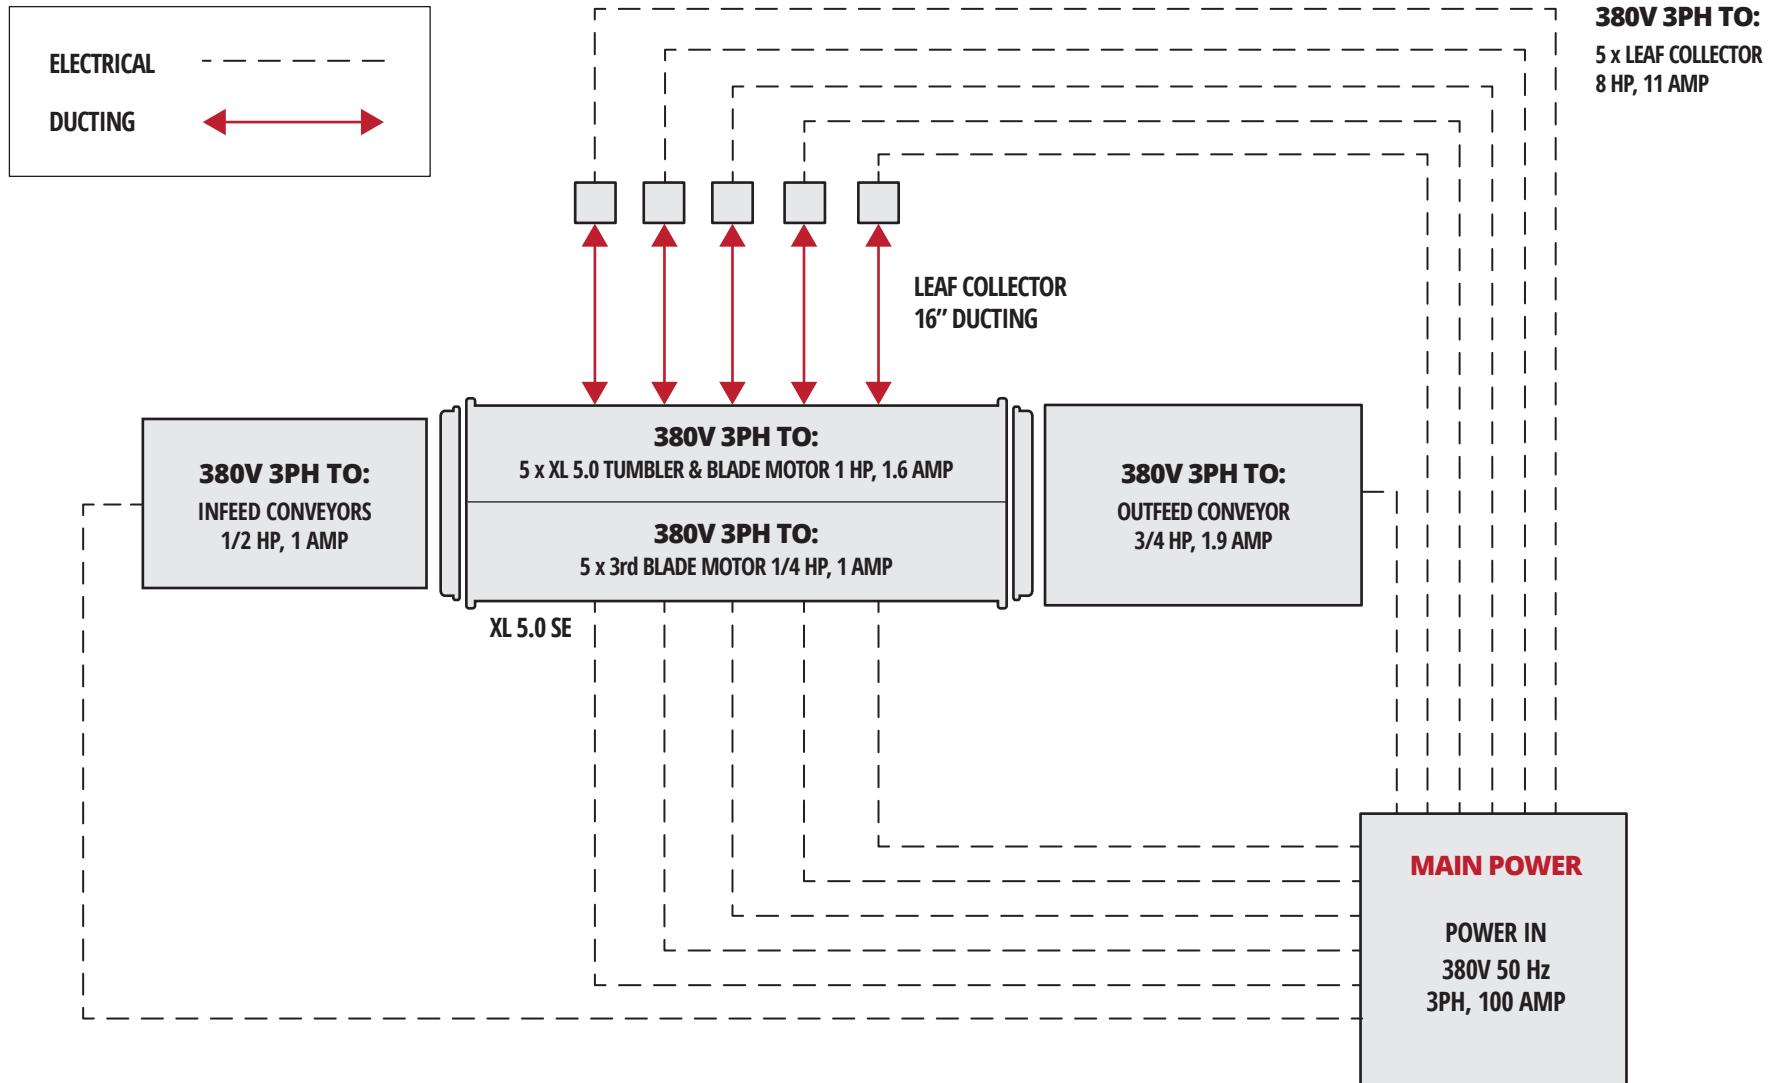 ELECTRICAL
DUCTING
380V 3PH TO:
5 x LEAF COLLECTOR
8 HP, 11 AMP
LEAF COLLECTOR
16" DUCTING
380V 3PH TO:
INFEED CONVEYORS
1/2 HP, 1 AMP
380V 3PH TO:
5 x XL 5.0 TUMBLER & BLADE MOTOR 1 HP, 1.6 AMP
380V 3PH TO:
5 x 3rd BLADE MOTOR 1/4 HP, 1 AMP
380V 3PH TO:
OUTFEED CONVEYOR
3/4 HP, 1.9 AMP
XL 5.0 SE
MAIN POWER
POWER IN
380V 50 Hz
3PH, 100 AMP